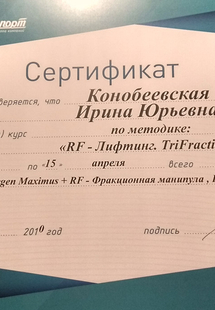 порт
Сертификат
веряется, что Конобеевская
Ирина Юрьевна
) курс по методике:
«RF - Лифтинг. TriFracti
по «15» апреля всего
gen Maximus + RF - Фракционная манипула ,
2010 год подпись